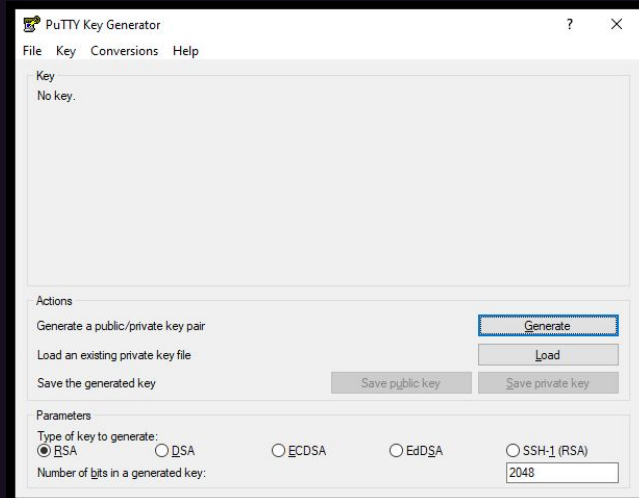 PuTTY Key Generator ?
File Key Conversions Help
Key
No key.
Actions
Generate a public/private key pair Generate
Load an existing private key file Load
Save the generated key Save public key Save private key
Parameters
Type of key to generate:
RSA DSA ECDSA EdDSA SSH-1 (RSA)
Number of bits in a generated key: 2048